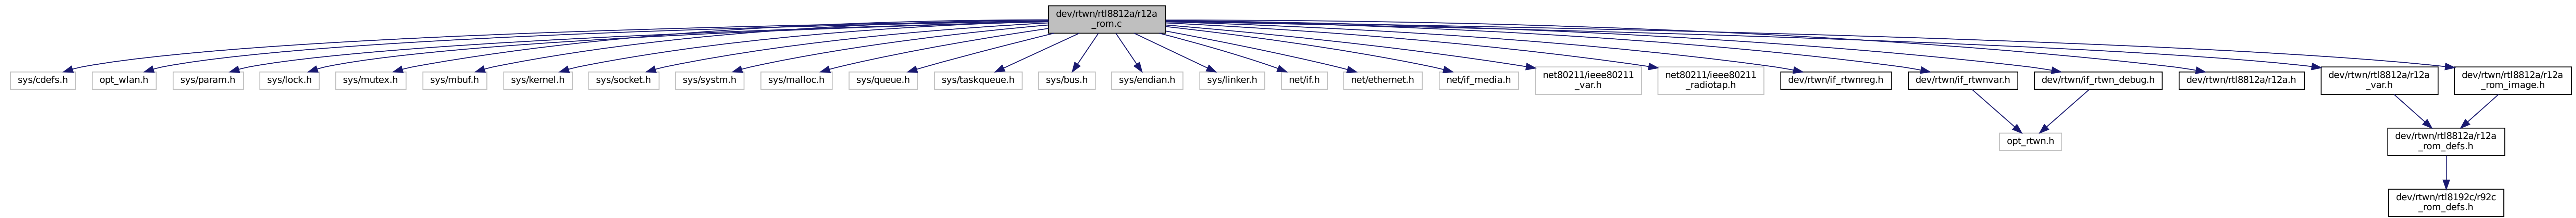 dev/rtwn/rtl8812a/r12a
_rom.c
sys/cdefs.h
opt_wlan.h
sys/param.h
sys/lock.h
sys/mutex.h
sys/mbuf.h
sys/kernel.h
sys/socket.h
sys/systm.h
sys/malloc.h
sys/queue.h
sys/taskqueue.h
sys/bus.h
sys/endian.h
sys/linker.h
net/if.h
net/ethernet.h
net/if_media.h
net80211/ieee80211
_var.h
net80211/ieee80211
_radiotap.h
dev/rtwn/if_rtwnreg.h
dev/rtwn/if_rtwnvar.h
dev/rtwn/if_rtwn_debug.h
dev/rtwn/rtl8812a/r12a.h
dev/rtwn/rtl8812a/r12a
_var.h
dev/rtwn/rtl8812a/r12a
_rom_image.h
opt_rtwn.h
dev/rtwn/rtl8812a/r12a
_rom_defs.h
dev/rtwn/rtl8192c/r92c
_rom_defs.h